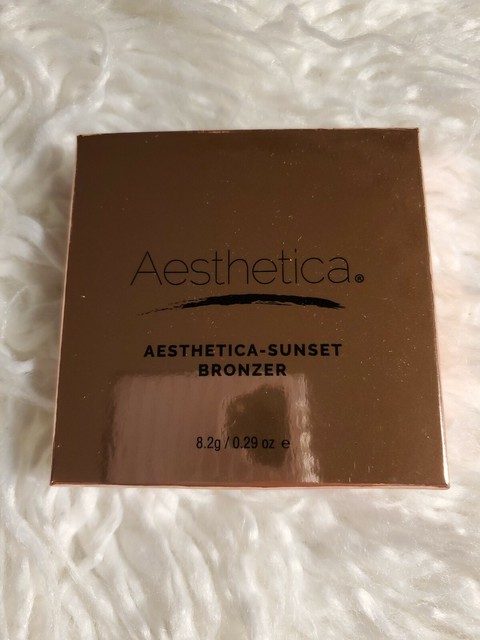 Aesthetica®
AESTHETICA-SUNSET
BRONZER
8.2g / 0.29 oz ℮